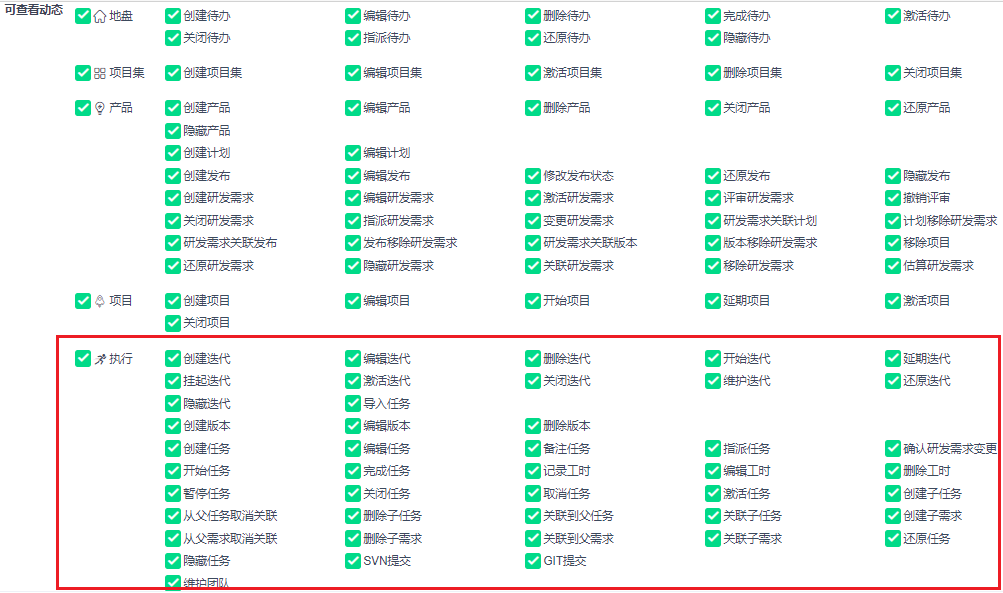 可查看动态 地盘 创建待办 编辑待办 删除待办 完成待办 激活待办
关闭待办 指派待办 还原待办 隐藏待办
项目集 创建项目集 编辑项目集 激活项目集 删除项目集 关闭项目集
产品 创建产品 编辑产品 删除产品 关闭产品 还原产品
隐藏产品
创建计划 编辑计划
创建发布 编辑发布 修改发布状态 还原发布 隐藏发布
创建研发需求 编辑研发需求 激活研发需求 评审研发需求 撤销评审
关闭研发需求 指派研发需求 变更研发需求 研发需求关联计划 计划移除研发需求
研发需求关联发布 发布移除研发需求 研发需求关联版本 版本移除研发需求 移除项目
还原研发需求 隐藏研发需求 关联研发需求 移除研发需求 估算研发需求
项目 创建项目 编辑项目 开始项目 延期项目 激活项目
关闭项目
执行 创建迭代 编辑迭代 删除迭代 开始迭代 延期迭代
挂起迭代 激活迭代 关闭迭代 维护迭代 还原迭代
隐藏迭代 导入任务
创建版本 编辑版本 删除版本
创建任务 编辑任务 备注任务 指派任务 确认研发需求变更
开始任务 完成任务 记录工时 编辑工时 删除工时
暂停任务 关闭任务 取消任务 激活任务 创建子任务
从父任务取消关联 删除子任务 关联到父任务 关联子任务 创建子需求
从父需求取消关联 删除子需求 关联到父需求 关联子需求 还原任务
隐藏任务 SVN提交 GIT提交
维护团队